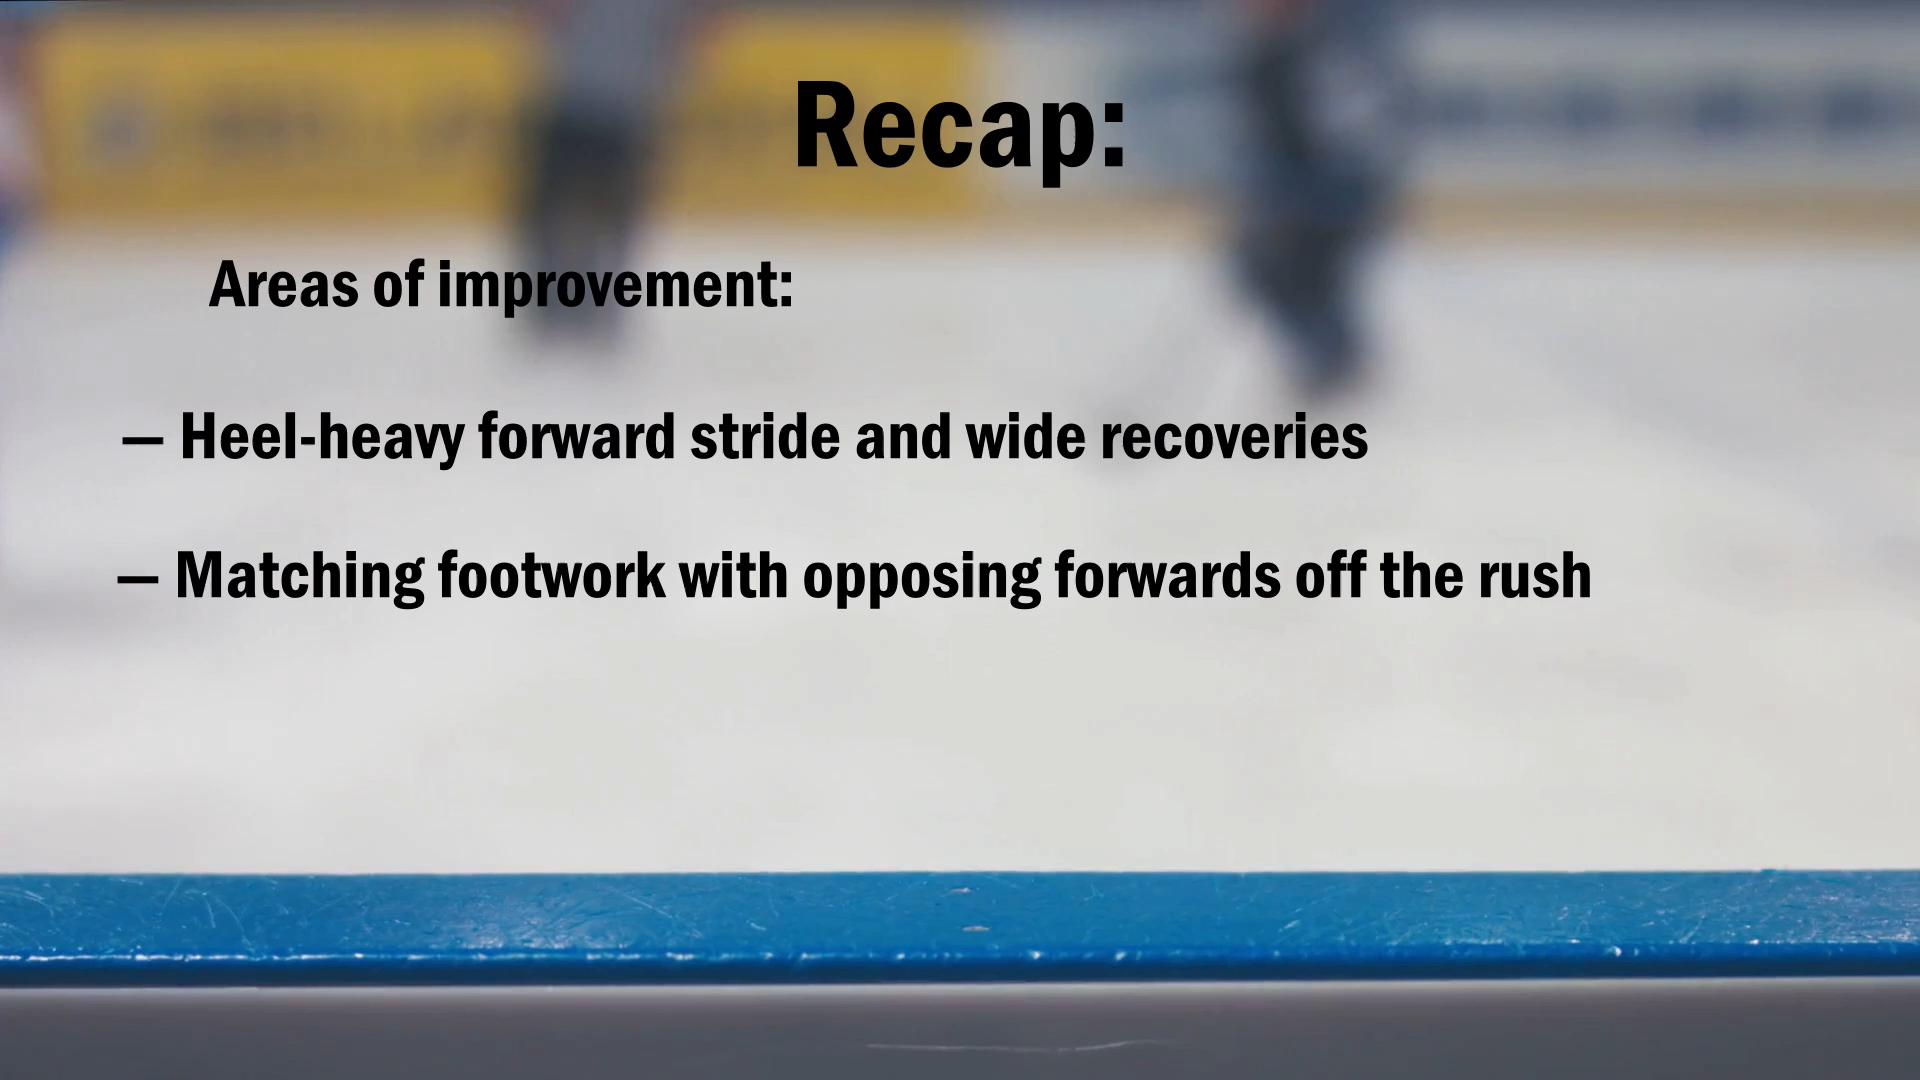 Recap:
Areas of improvement:
— Heel-heavy forward stride and wide recoveries
— Matching footwork with opposing forwards off the rush